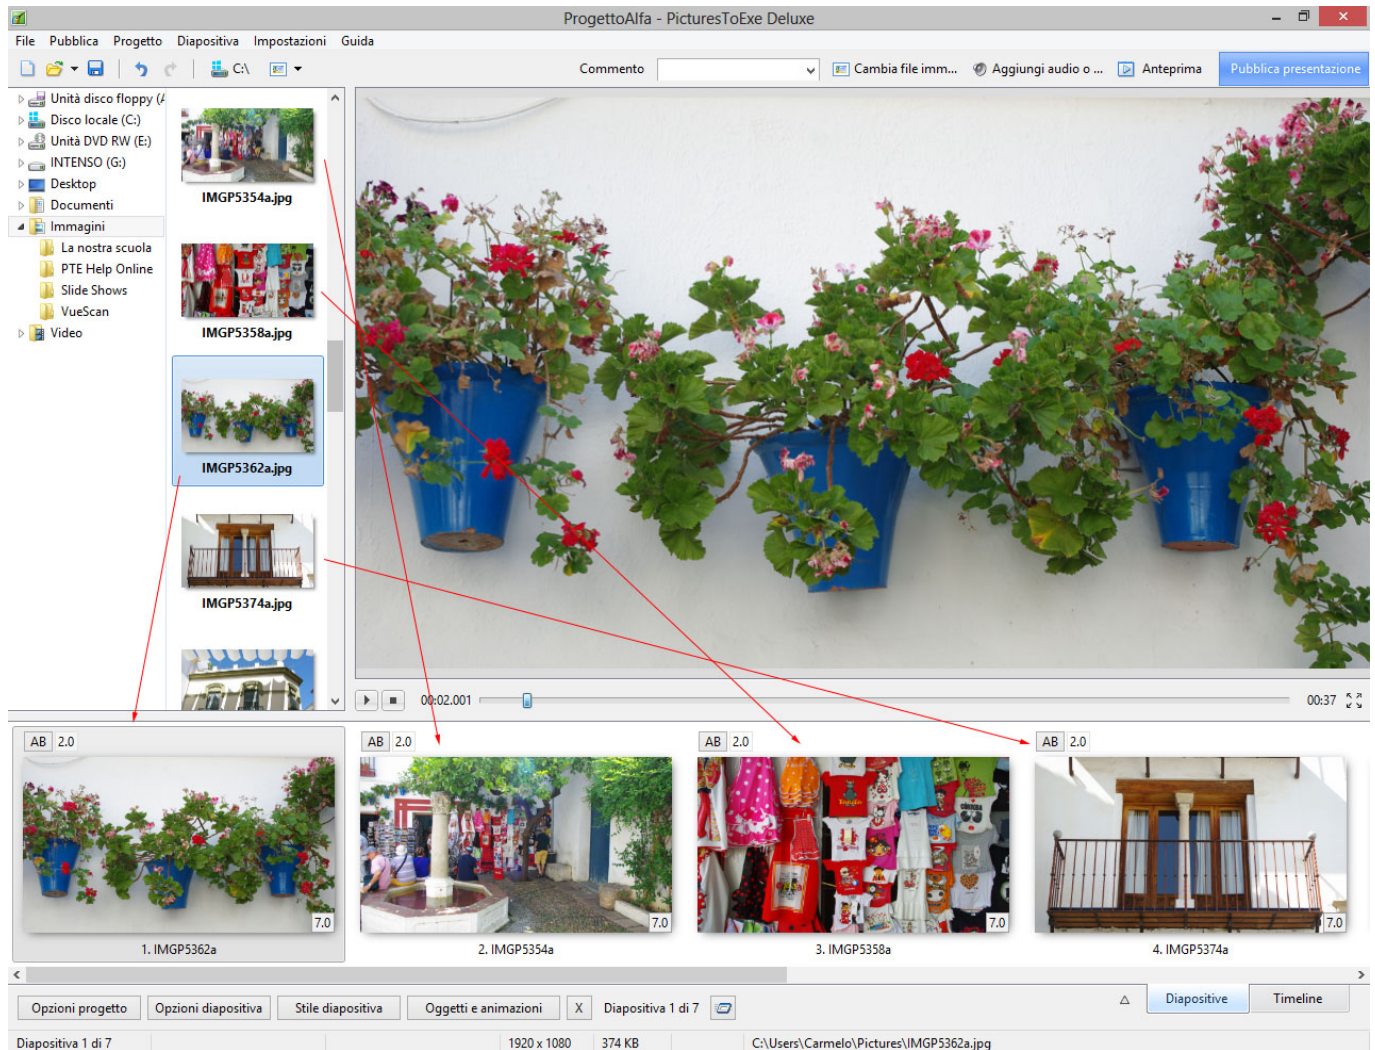 ProgettoAlfa - PicturesToExe Deluxe
File Pubblica Progetto Diapositiva Impostazioni Guida
C:\ Commento Cambia file imm... Aggiungi audio o ... Anteprima Pubblica presentazione
Unità disco floppy (A
Disco locale (C:)
Unità DVD RW (E:)
INTENSO (G:)
Desktop
Documenti
Immagini
La nostra scuola
PTE Help Online
Slide Shows
VueScan
Video
IMGP5354a.jpg
IMGP5358a.jpg
IMGP5362a.jpg
IMGP5374a.jpg
00:02.001 00:37
AB 2.0 AB 2.0 AB 2.0 AB 2.0
7.0 7.0 7.0 7.0
1. IMGP5362a 2. IMGP5354a 3. IMGP5358a 4. IMGP5374a
Opzioni progetto Opzioni diapositiva Stile diapositiva Oggetti e animazioni X Diapositiva 1 di 7 Diapositive Timeline
Diapositiva 1 di 7 1920 x 1080 374 KB C:\Users\Carmelo\Pictures\IMGP5362a.jpg